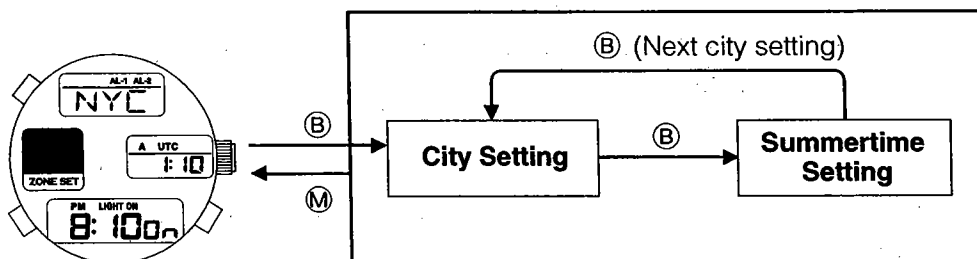 AL-1 AL-2
NYC
A UTC
1:10
ZONE SET
PM LIGHT ON
8:10on
Ⓑ
Ⓜ
Ⓑ (Next city setting)
City Setting
Ⓑ
Summertime
Setting